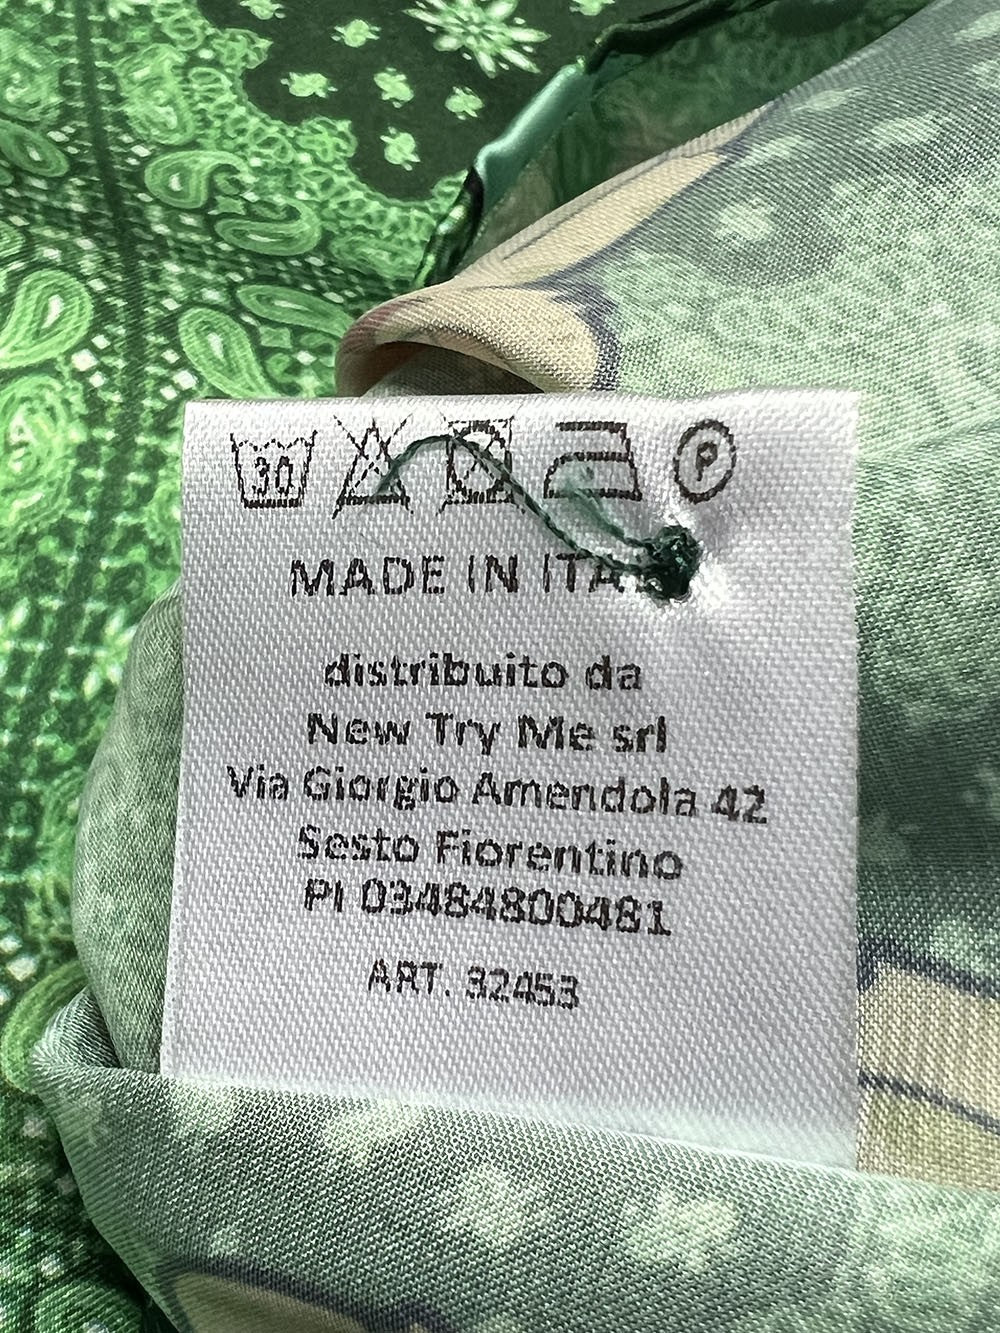 30
P
MADE IN ITA
distribuito da
New Try Me srl
Via Giorgio Amendola 42
Sesto Fiorentino
PI 03484800481
ART. 32453